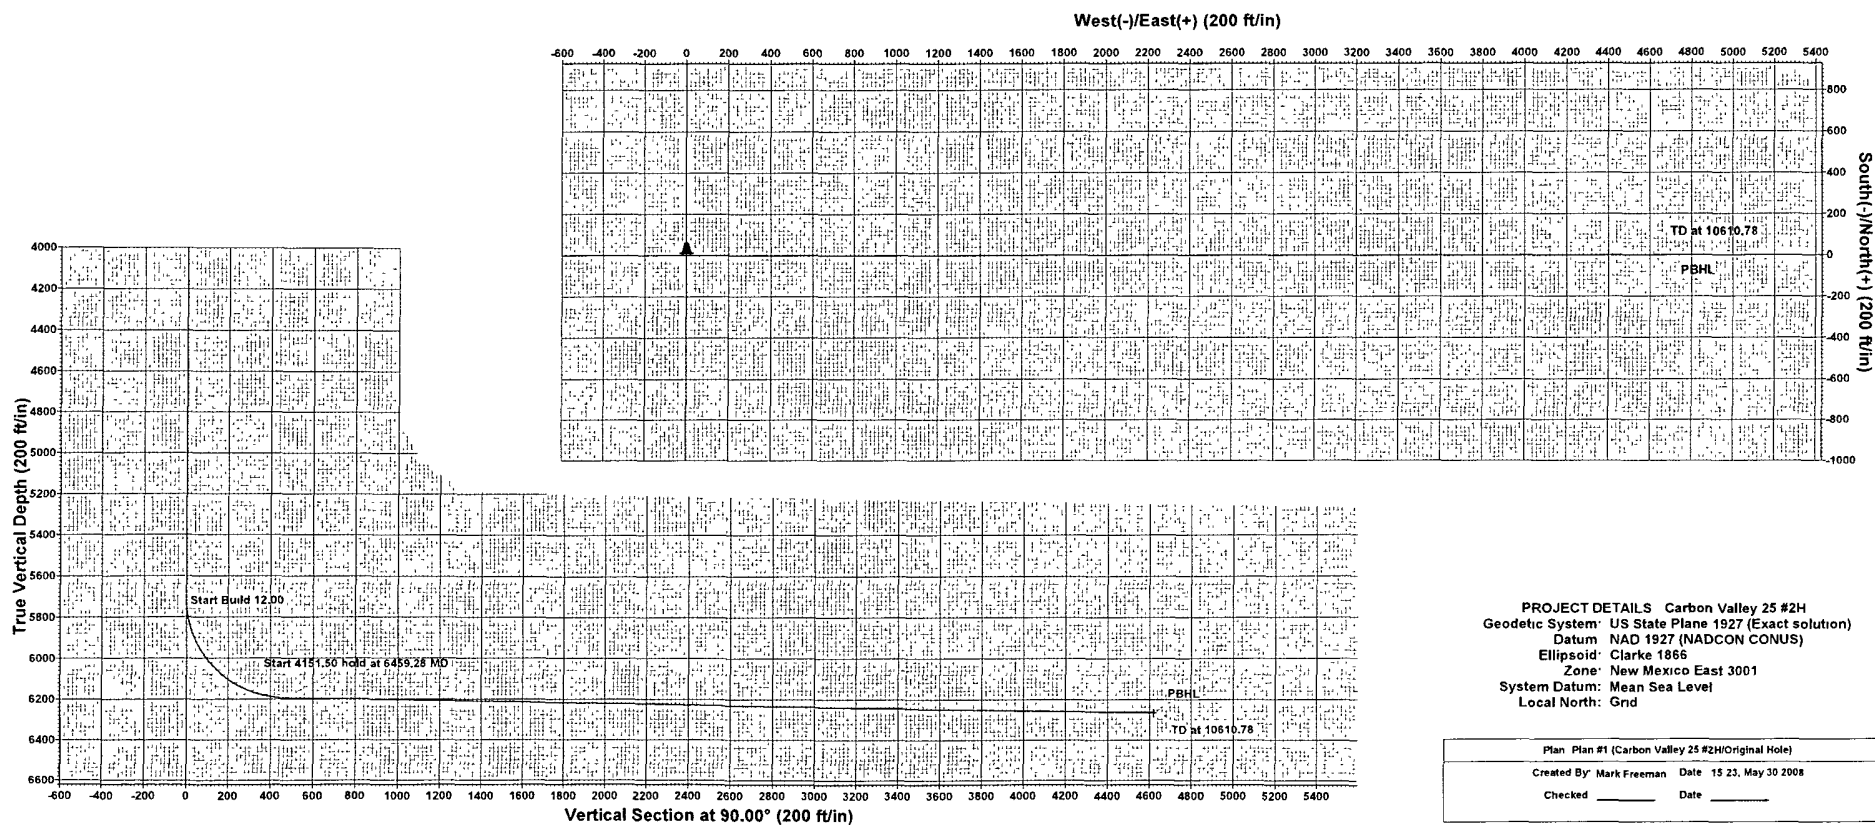 West(-)/East(+) (200 ft/in)
-600 -400 -200 0 200 400 600 800 1000 1200 1400 1600 1800 2000 2200 2400 2600 2800 3000 3200 3400 3600 3800 4000 4200 4400 4600 4800 5000 5200 5400
800
600
400
200
0
-200
-400
-600
-800
-1000
South(-)/North(+) (200 ft/in)
TD at 10610.78
PBHL
True Vertical Depth (200 ft/in)
4000
4200
4400
4600
4800
5000
5200
5400
5600
5800
6000
6200
6400
6600
Start Build 12.00
Start 4151.50 hold at 6459.28 MD
PBHL
TD at 10610.78
-600 -400 -200 0 200 400 600 800 1000 1200 1400 1600 1800 2000 2200 2400 2600 2800 3000 3200 3400 3600 3800 4000 4200 4400 4600 4800 5000 5200 5400
Vertical Section at 90.00° (200 ft/in)
PROJECT DETAILS Carbon Valley 25 #2H
Geodetic System: US State Plane 1927 (Exact solution)
Datum NAD 1927 (NADCON CONUS)
Ellipsoid: Clarke 1866
Zone: New Mexico East 3001
System Datum: Mean Sea Level
Local North: Grid
Plan Plan #1 (Carbon Valley 25 #2H/Original Hole)
Created By: Mark Freeman Date 15 23, May 30 2008
Checked ________ Date ________